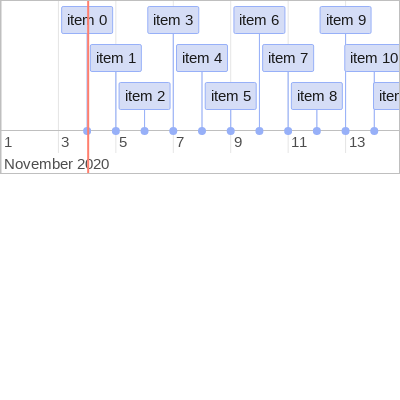 item 0 item 3 item 6 item 9
item 1 item 4 item 7 item 10
item 2 item 5 item 8
1 3 5 7 9 11 13
November 2020